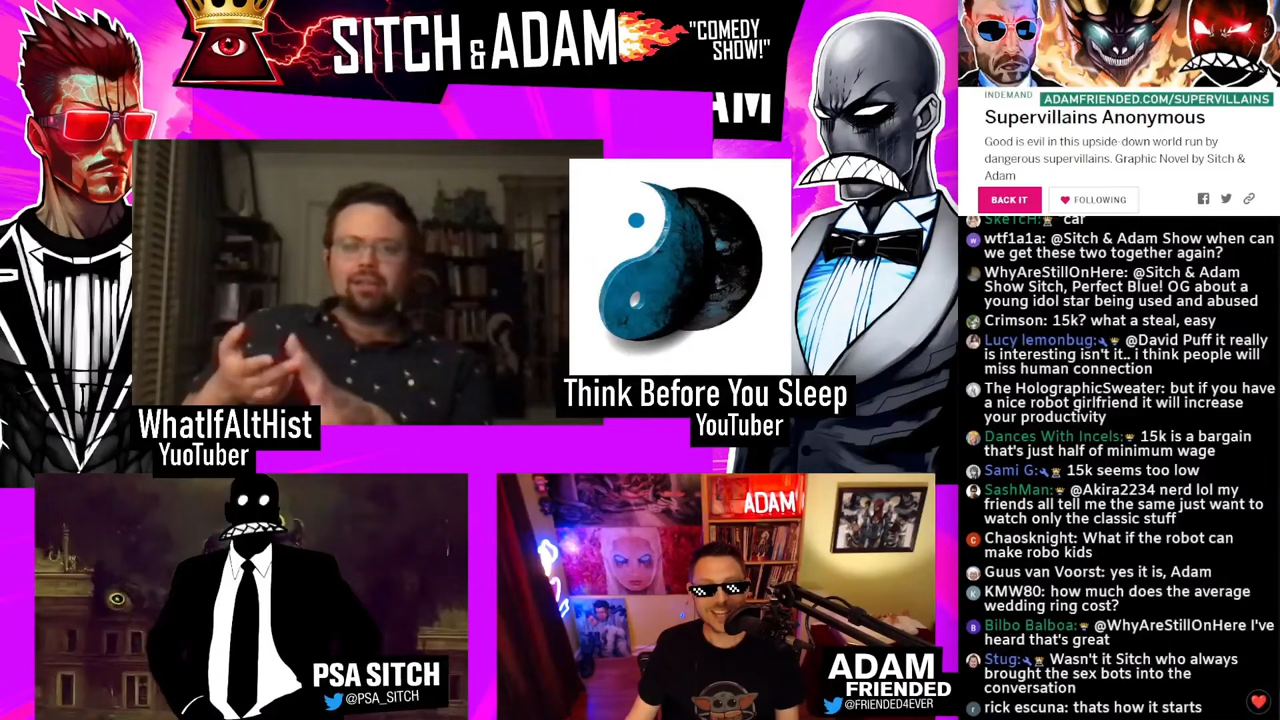 SITCH & ADAM
"COMEDY
SHOW!"
AM
WhatIfAltHist
YuoTuber
Think Before You Sleep
YouTuber
PSA SITCH
@PSA_SITCH
ADAM
ADAM
FRIENDED
@FRIENDED4EVER
INDEMAND
ADAMFRIENDED.COM/SUPERVILLAINS
Supervillains Anonymous
Good is evil in this upside-down world run by
dangerous supervillains. Graphic Novel by Sitch &
Adam
BACK IT
FOLLOWING
SkeTcH: car
wtf1a1a: @Sitch & Adam Show when can
we get these two together again?
WhyAreStillOnHere: @Sitch & Adam
Show Sitch, Perfect Blue! OG about a
young idol star being used and abused
Crimson: 15k? what a steal, easy
Lucy lemonbug: @David Puff it really
is interesting isn't it.. i think people will
miss human connection
The HolographicSweater: but if you have
a nice robot girlfriend it will increase
your productivity
Dances With Incels: 15k is a bargain
that's just half of minimum wage
Sami G: 15k seems too low
SashMan: @Akira2234 nerd lol my
friends all tell me the same just want to
watch only the classic stuff
Chaosknight: What if the robot can
make robo kids
Guus van Voorst: yes it is, Adam
KMW80: how much does the average
wedding ring cost?
Bilbo Balboa: @WhyAreStillOnHere I've
heard that's great
Stug: Wasn't it Sitch who always
brought the sex bots into the
conversation
rick escuna: thats how it starts